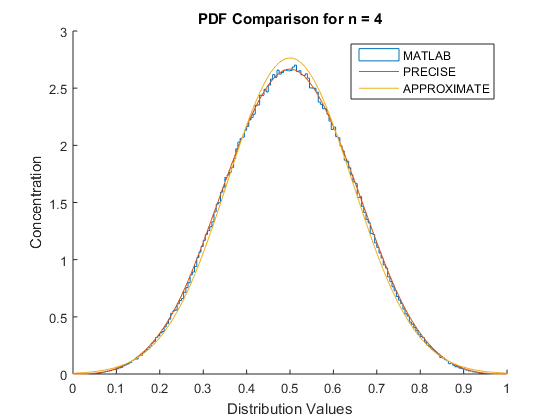 PDF Comparison for n = 4
MATLAB
PRECISE
APPROXIMATE
3
2.5
2
1.5
1
0.5
0
Concentration
0 0.1 0.2 0.3 0.4 0.5 0.6 0.7 0.8 0.9 1
Distribution Values